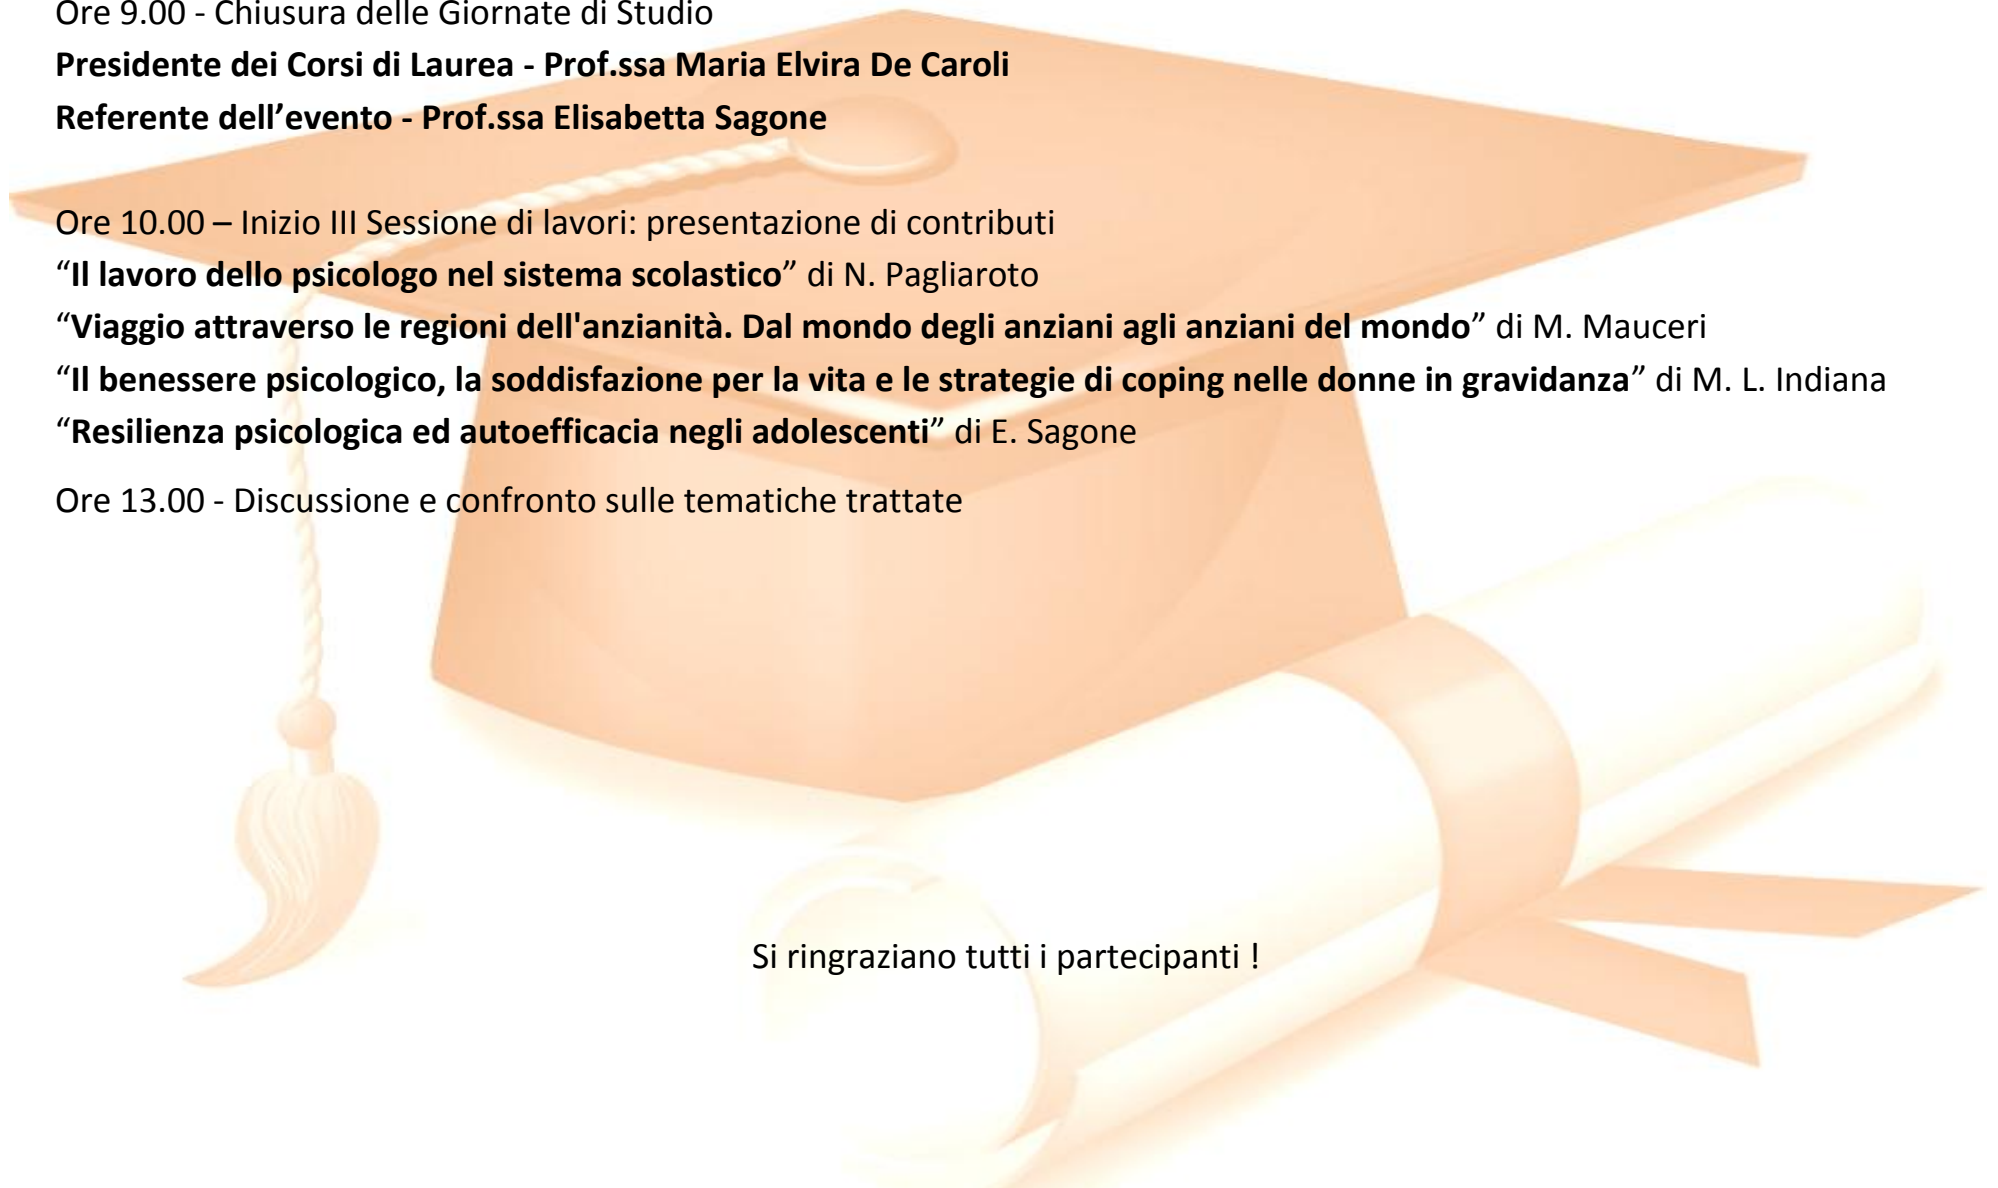 Ore 9.00 - Chiusura delle Giornate di Studio
Presidente dei Corsi di Laurea - Prof.ssa Maria Elvira De Caroli
Referente dell’evento - Prof.ssa Elisabetta Sagone
Ore 10.00 – Inizio III Sessione di lavori: presentazione di contributi
“Il lavoro dello psicologo nel sistema scolastico” di N. Pagliaroto
“Viaggio attraverso le regioni dell'anzianità. Dal mondo degli anziani agli anziani del mondo” di M. Mauceri
“Il benessere psicologico, la soddisfazione per la vita e le strategie di coping nelle donne in gravidanza” di M. L. Indiana
“Resilienza psicologica ed autoefficacia negli adolescenti” di E. Sagone
Ore 13.00 - Discussione e confronto sulle tematiche trattate
Si ringraziano tutti i partecipanti !